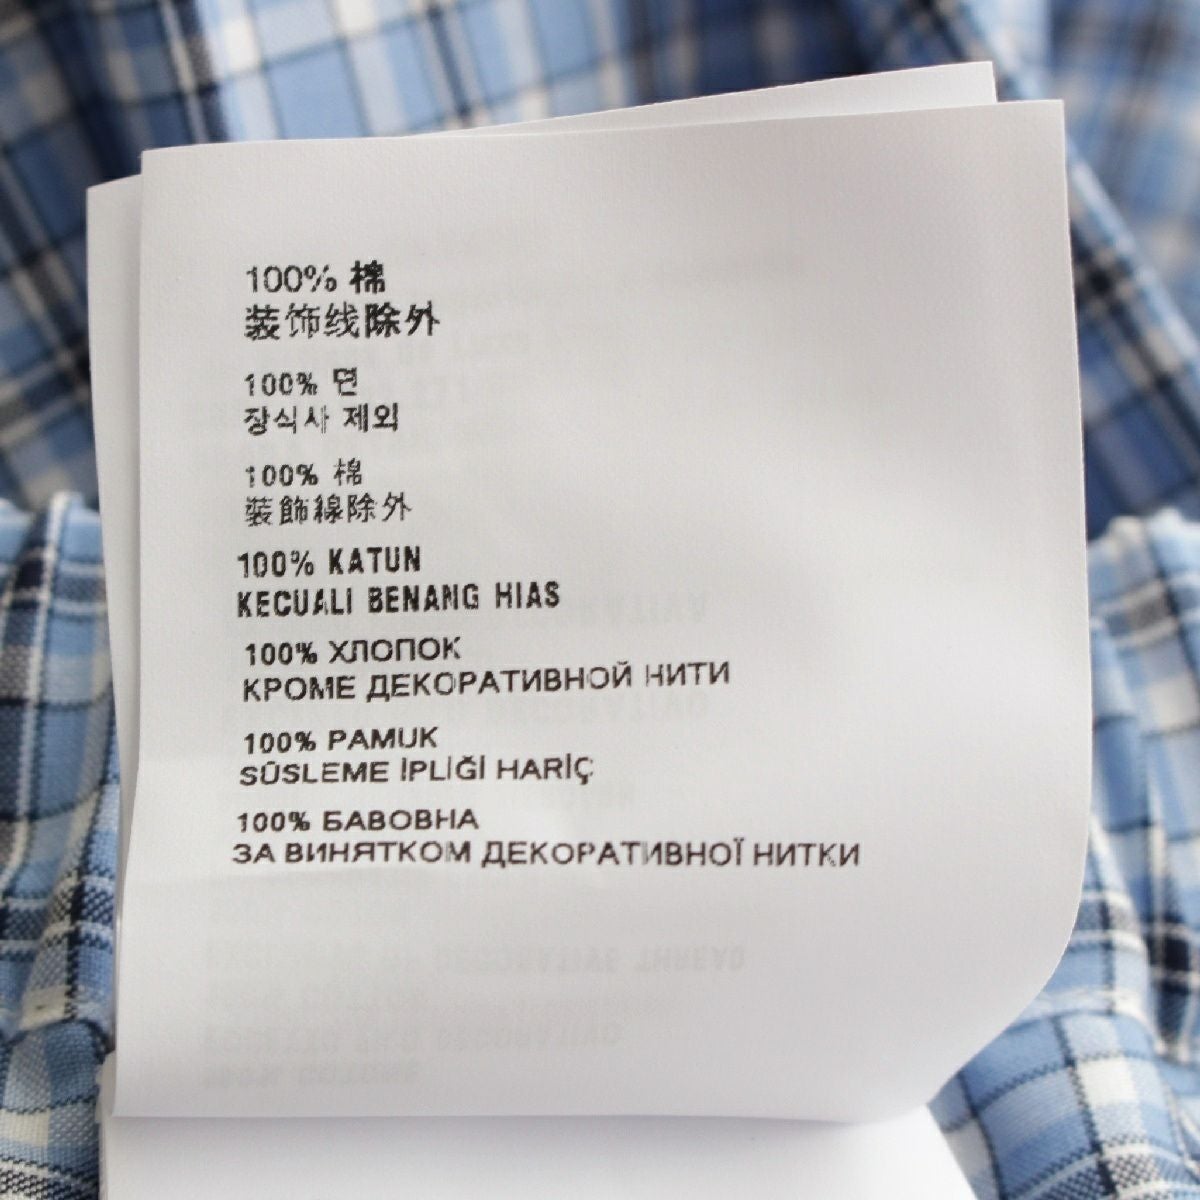 100% 棉
装饰线除外
100% 면
장식사 제외
100% 棉
裝飾線除外
100% KATUN
KECUALI BENANG HIAS
100% ХЛОПОК
КРОМЕ ДЕКОРАТИВНОЙ НИТИ
100% PAMUK
SÜSLEME İPLİĞİ HARİÇ
100% БАВОВНА
ЗА ВИНЯТКОМ ДЕКОРАТИВНОЇ НИТКИ